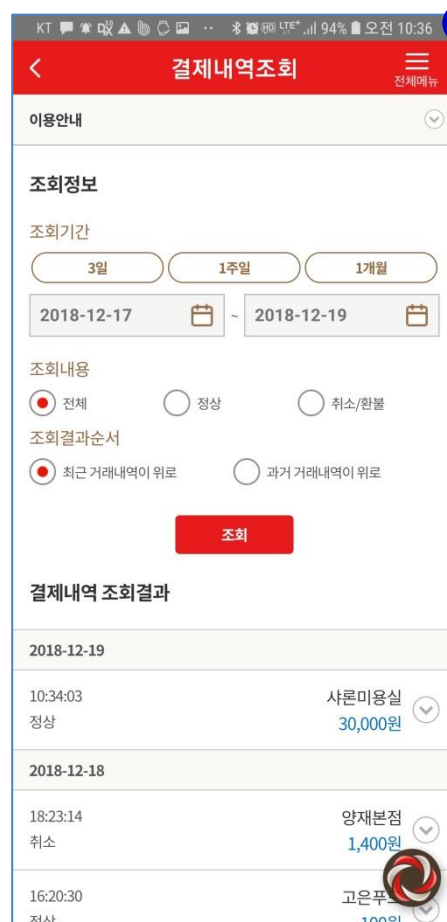 KT LTE+ 94% 오전 10:36
결제내역조회
전체메뉴
이용안내
조회정보
조회기간
3일 1주일 1개월
2018-12-17 ~ 2018-12-19
조회내용
전체 정상 취소/환불
조회결과순서
최근 거래내역이 위로 과거 거래내역이 위로
조회
결제내역 조회결과
2018-12-19
10:34:03 샤론미용실
정상 30,000원
2018-12-18
18:23:14 양재본점
취소 1,400원
16:20:30 고은푸